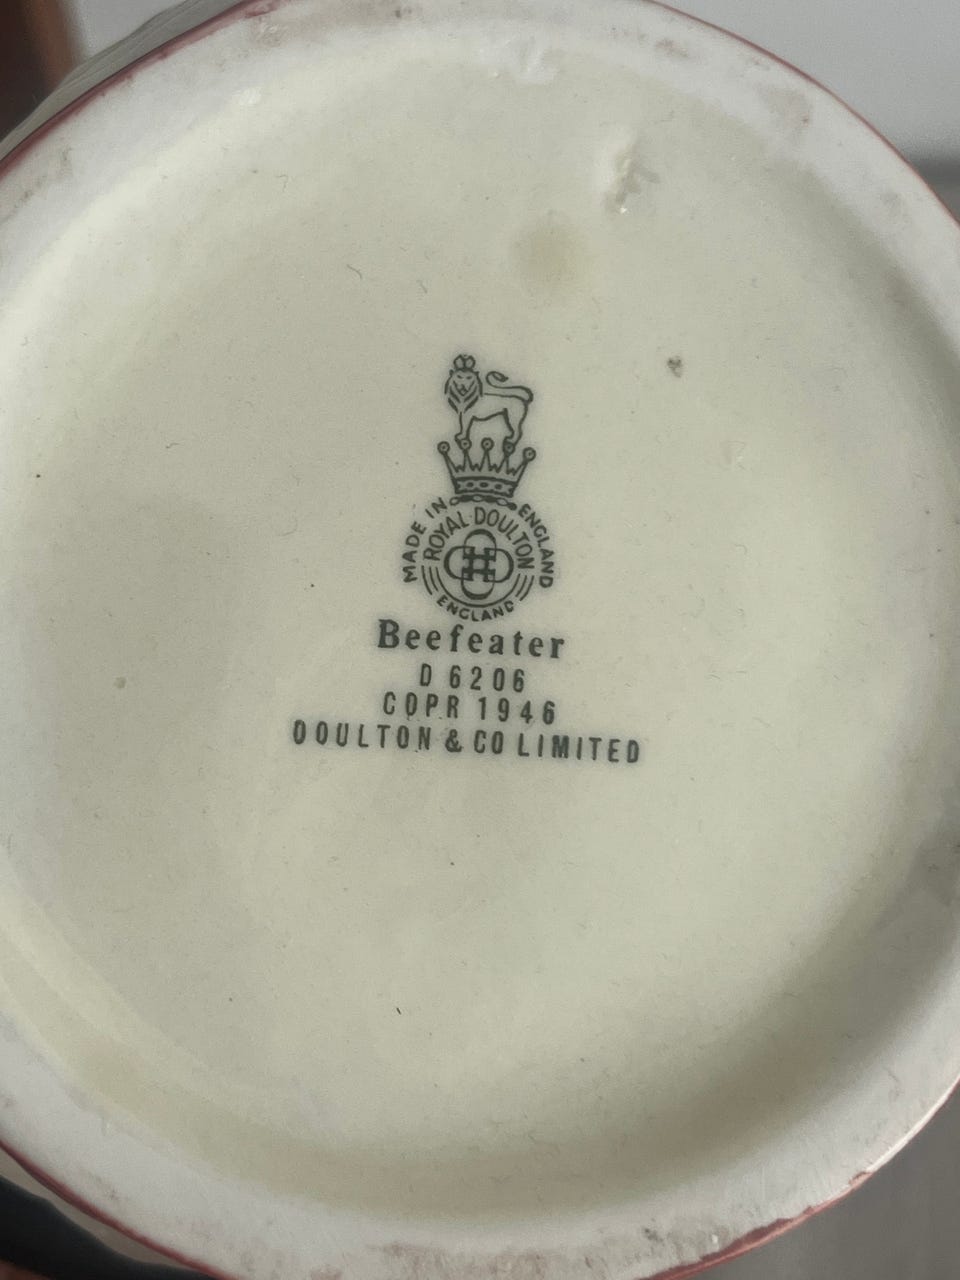 MADE IN ENGLAND
ROYAL DOULTON
ENGLAND
Beefeater
D 6206
COPR 1946
DOULTON & CO LIMITED